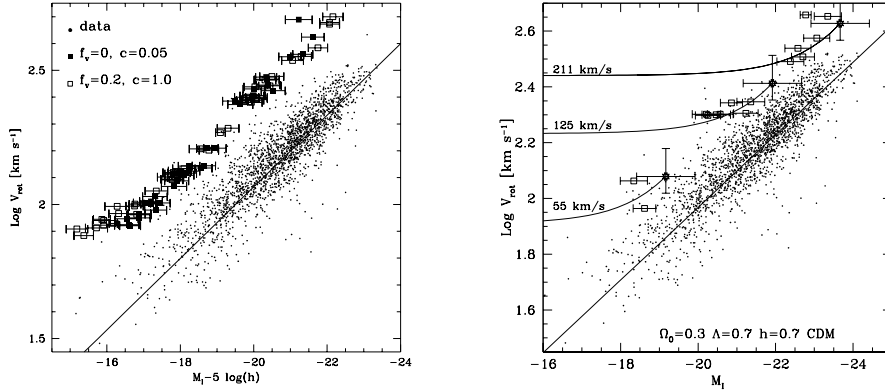 data
f_v=0, c=0.05
f_v=0.2, c=1.0
Log V_rot [km s⁻¹]
2.5
2
1.5
−16 −18 −20 −22 −24
M_I−5 log(h)
211 km/s
125 km/s
55 km/s
Log V_rot [km s⁻¹]
2.6
2.4
2.2
2
1.8
1.6
Ω₀=0.3 Λ=0.7 h=0.7 CDM
−16 −18 −20 −22 −24
M_I